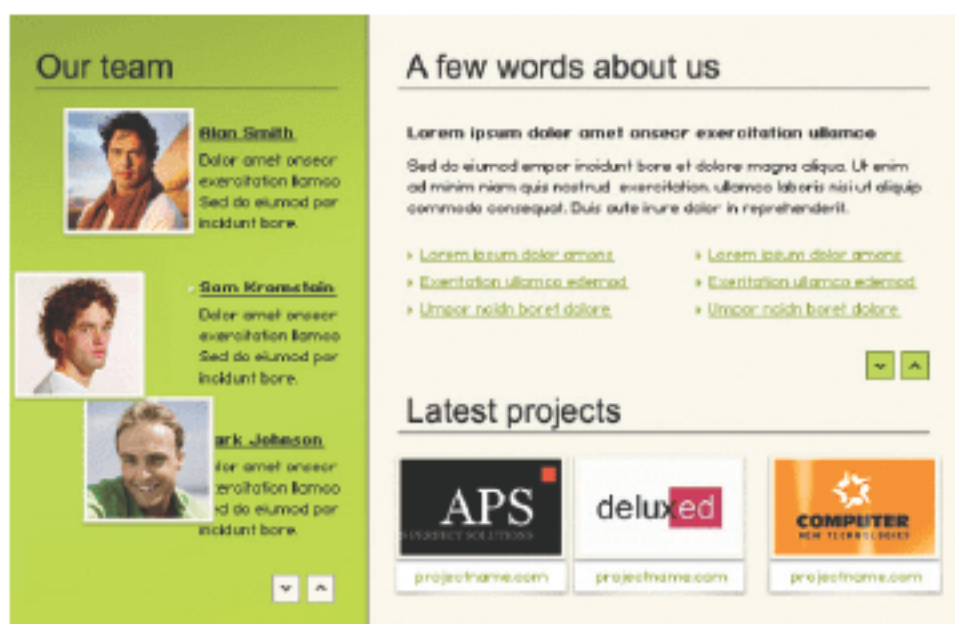 Our team
Alan Smith
Dolor amet onsecr
exercitation llamco
Sed do eiumod por
incidunt bore.
Sam Kromstain
Dolor amet onsecr
exercitation llamco
Sed do eiumod por
incidunt bore.
ark Johnson
lor amet onsecr
ercitation llamco
ed do eiumod por
incidunt bore.
A few words about us
Lorem ipsum dolor amet onsecr exercitation ullamco
Sed do eiumod empor incidunt bore et dolore magna aliqua. Ut enim
ad minim niam quis nostrud exercitation. ullamco laboris nisi ut aliquip
commodo consequat. Duis aute irure dolor in reprehenderit.
Lorem ipsum dolor amons
Exeritation ullamco edemod
Umpor noidn boret dolore
Lorem ipsum dolor amons
Exeritation ullamco edemod
Umpor noidn boret dolore
Latest projects
APS
PERFECT SOLUTIONS
projectname.com
deluxed
projectname.com
COMPUTER
NEW TECHNOLOGIES
projectname.com